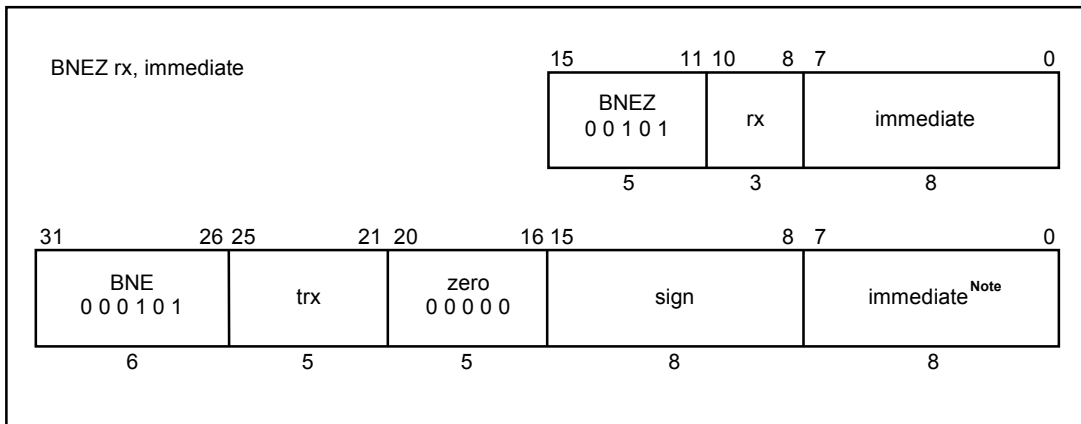 BNEZ rx, immediate
15 11 10 8 7 0
BNEZ
0 0 1 0 1
rx
immediate
5 3 8
31 26 25 21 20 16 15 8 7 0
BNE
0 0 0 1 0 1
trx
zero
0 0 0 0 0
sign
immediate Note
6 5 5 8 8